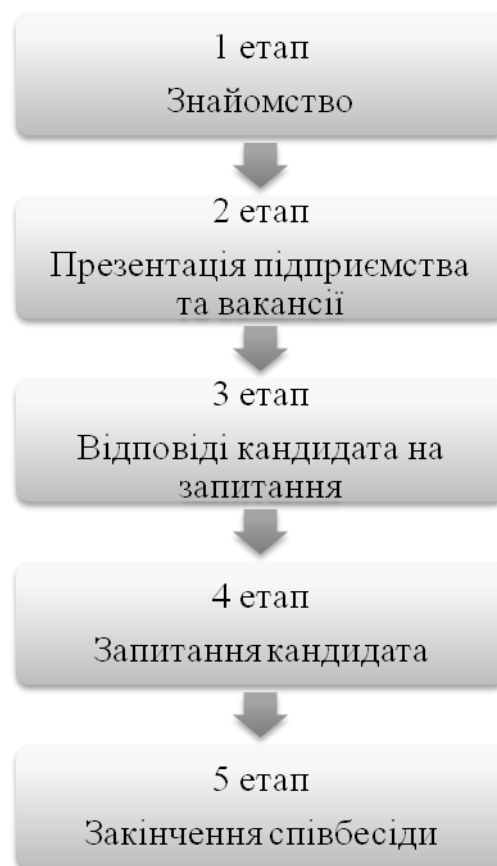 1 етап
Знайомство
2 етап
Презентація підприємства
та вакансії
3 етап
Відповіді кандидата на
запитання
4 етап
Запитання кандидата
5 етап
Закінчення співбесіди